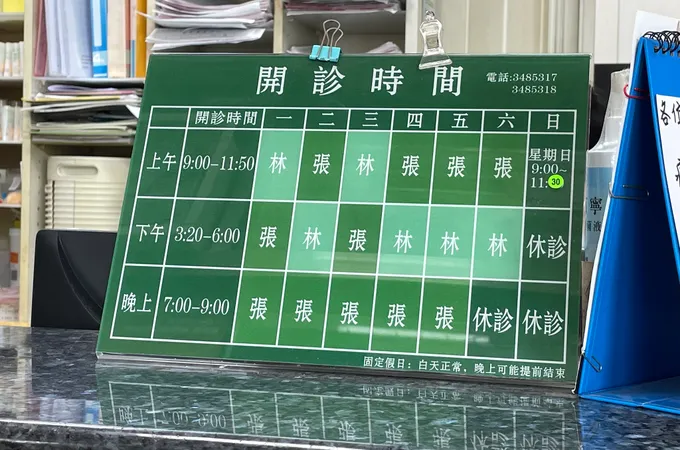 開診時間
電話:3485317
3485318
開診時間 一 二 三 四 五 六 日
上午 9:00-11:50 林 張 林 張 張 張 星期日 9:00~ 11:30
下午 3:20-6:00 張 林 張 林 林 林 休診
晚上 7:00-9:00 張 張 張 張 張 休診 休診
固定假日：白天正常，晚上可能提前結束
各位
寧
液